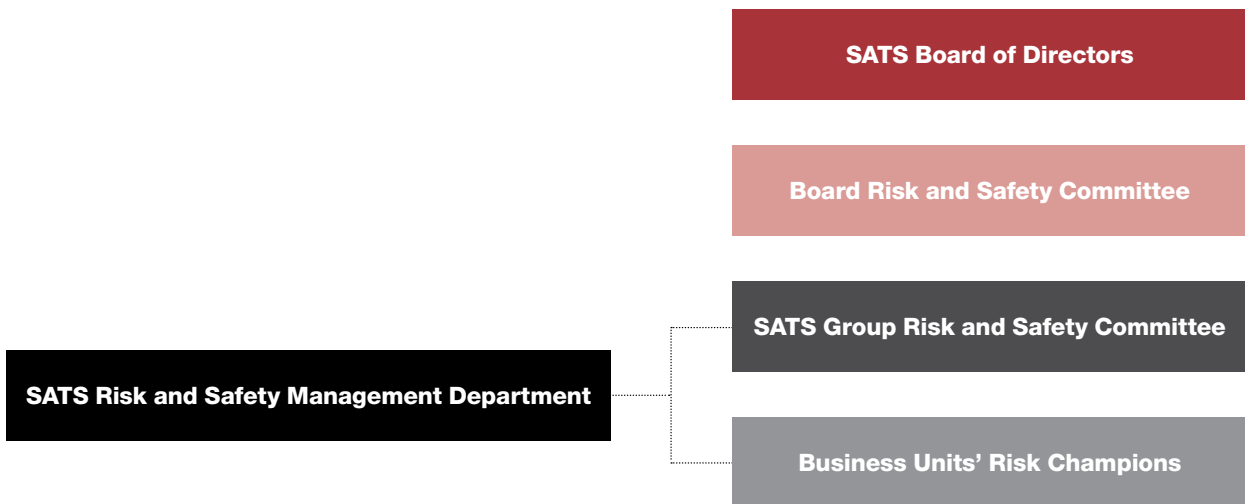 SATS Board of Directors
Board Risk and Safety Committee
SATS Group Risk and Safety Committee
SATS Risk and Safety Management Department
Business Units’ Risk Champions